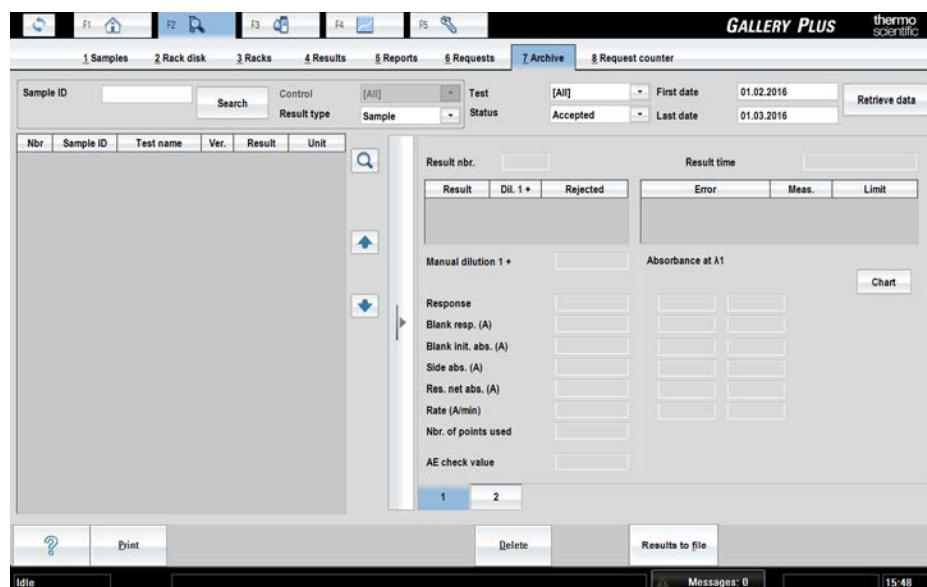 F1 F2 F3 F4 F5 GALLERY PLUS thermo scientific
1 Samples 2 Rack disk 3 Racks 4 Results 5 Reports 6 Requests 7 Archive 8 Request counter
Sample ID Search Control [All] Test [All] First date 01.02.2016 Retrieve data
Result type Sample Status Accepted Last date 01.03.2016
Nbr Sample ID Test name Ver. Result Unit
Result nbr. Result time
Result Dil. 1 + Rejected Error Meas. Limit
Manual dilution 1 + Absorbance at λ1
Chart
Response
Blank resp. (A)
Blank init. abs. (A)
Side abs. (A)
Res. net abs. (A)
Rate (A/min)
Nbr. of points used
AE check value
1 2
? Print Delete Results to file
Idle Messages: 0 15:48